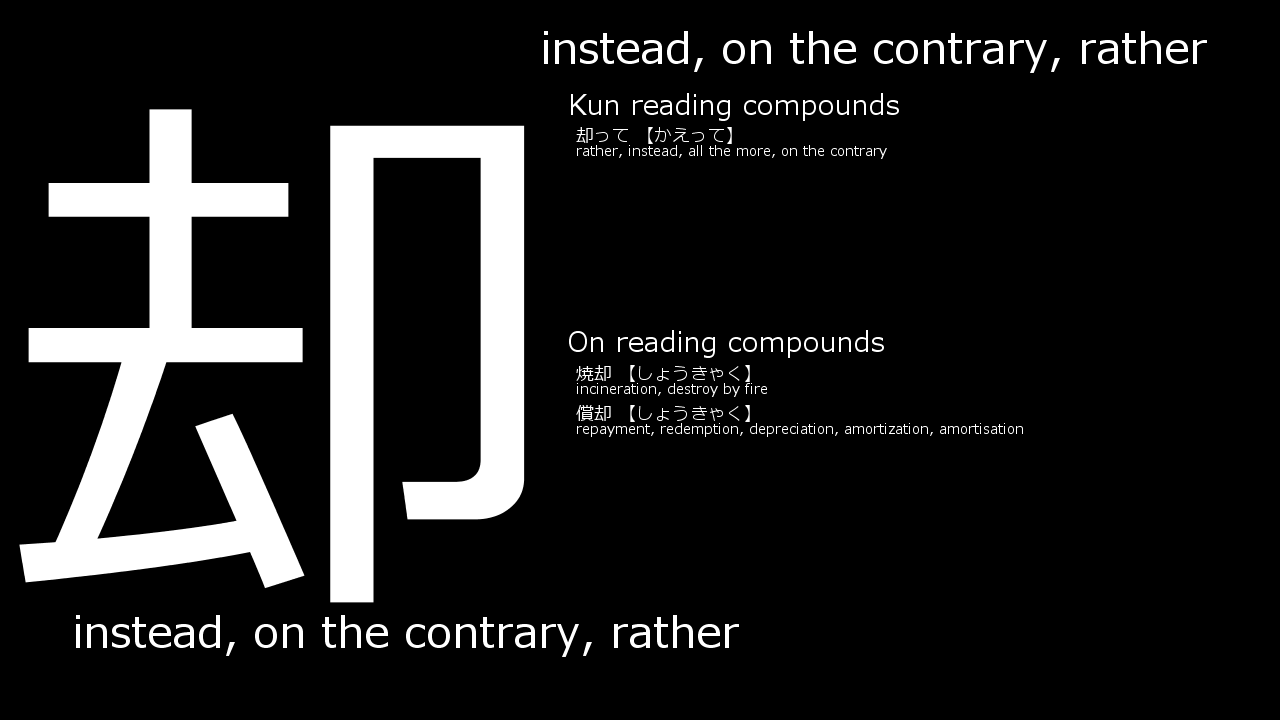 instead, on the contrary, rather
却
Kun reading compounds
却って 【かえって】
rather, instead, all the more, on the contrary
On reading compounds
焼却 【しょうきゃく】
incineration, destroy by fire
償却 【しょうきゃく】
repayment, redemption, depreciation, amortization, amortisation
instead, on the contrary, rather